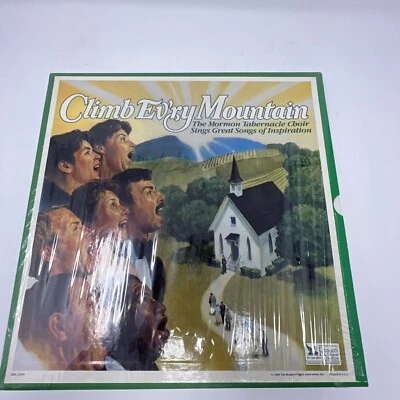 Climb Ev'ry Mountain
The Mormon Tabernacle Choir
Sings Great Songs of Inspiration